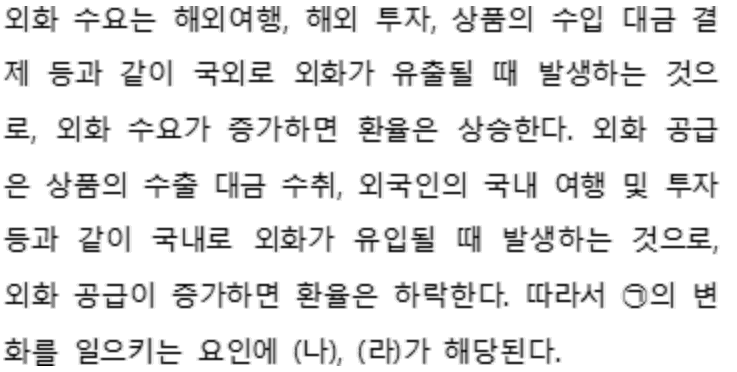 외화 수요는 해외여행, 해외 투자, 상품의 수입 대금 결
제 등과 같이 국외로 외화가 유출될 때 발생하는 것으
로, 외화 수요가 증가하면 환율은 상승한다. 외화 공급
은 상품의 수출 대금 수취, 외국인의 국내 여행 및 투자
등과 같이 국내로 외화가 유입될 때 발생하는 것으로,
외화 공급이 증가하면 환율은 하락한다. 따라서 ㉠의 변
화를 일으키는 요인에 (나), (라)가 해당된다.